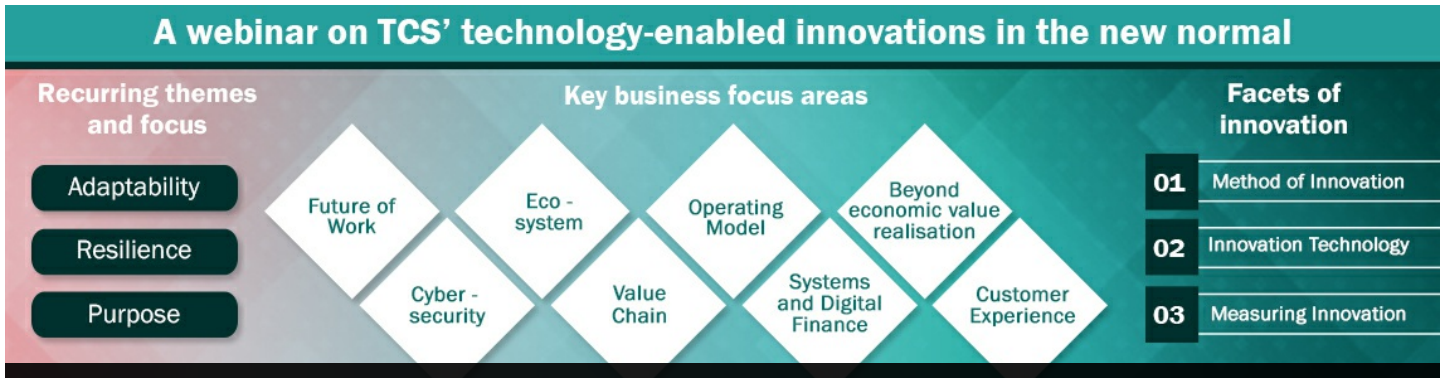 A webinar on TCS’ technology-enabled innovations in the new normal
Recurring themes
and focus
Adaptability
Resilience
Purpose
Key business focus areas
Future of
Work
Eco -
system
Operating
Model
Beyond
economic value
realisation
Cyber -
security
Value
Chain
Systems
and Digital
Finance
Customer
Experience
Facets of
innovation
01 Method of Innovation
02 Innovation Technology
03 Measuring Innovation